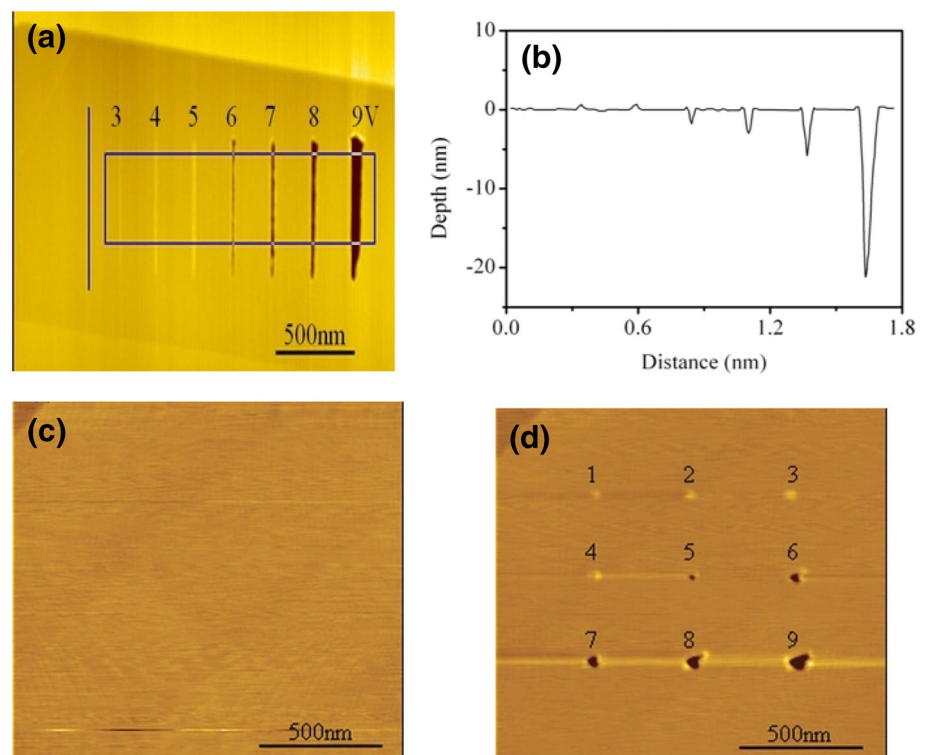 (a)
3 4 5 6 7 8 9V
500nm
(b)
10
0
-10
-20
Depth (nm)
0.0 0.6 1.2 1.8
Distance (nm)
(c)
500nm
(d)
1 2 3
4 5 6
7 8 9
500nm